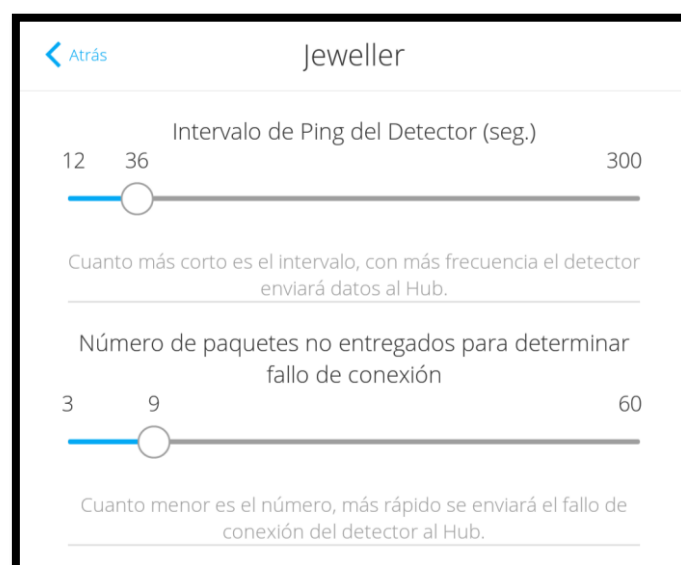 Atrás
Jeweller
Intervalo de Ping del Detector (seg.)
12 36 300
Cuanto más corto es el intervalo, con más frecuencia el detector
enviará datos al Hub.
Número de paquetes no entregados para determinar
fallo de conexión
3 9 60
Cuanto menor es el número, más rápido se enviará el fallo de
conexión del detector al Hub.